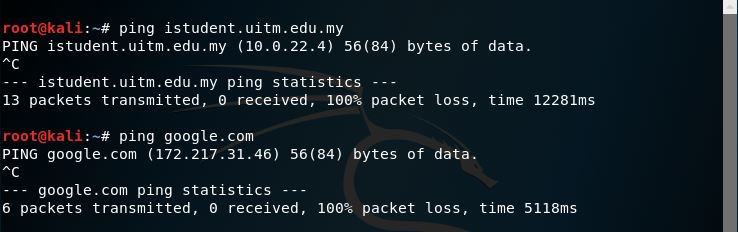 root@kali:~# ping istudent.uitm.edu.my
PING istudent.uitm.edu.my (10.0.22.4) 56(84) bytes of data.
^C
--- istudent.uitm.edu.my ping statistics ---
13 packets transmitted, 0 received, 100% packet loss, time 12281ms
root@kali:~# ping google.com
PING google.com (172.217.31.46) 56(84) bytes of data.
^C
--- google.com ping statistics ---
6 packets transmitted, 0 received, 100% packet loss, time 5118ms